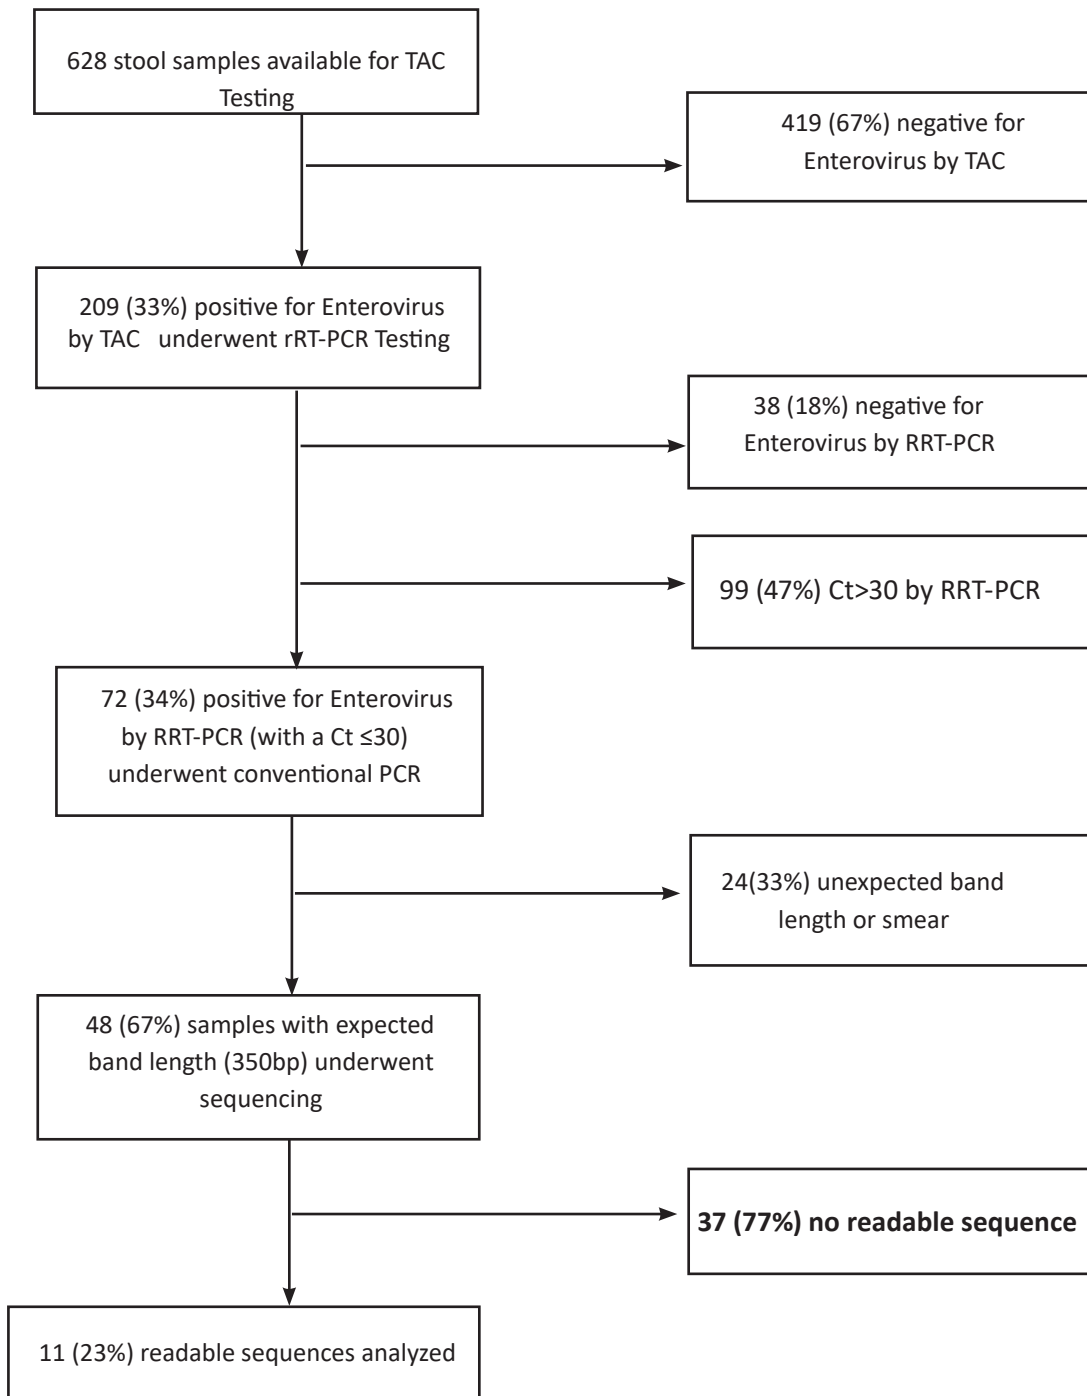 628 stool samples available for TAC
Testing
419 (67%) negative for
Enterovirus by TAC
209 (33%) positive for Enterovirus
by TAC   underwent rRT-PCR Testing
38 (18%) negative for
Enterovirus by RRT-PCR
99 (47%) Ct>30 by RRT-PCR
72 (34%) positive for Enterovirus
by RRT-PCR (with a Ct ≤30)
underwent conventional PCR
24(33%) unexpected band
length or smear
48 (67%) samples with expected
band length (350bp) underwent
sequencing
37 (77%) no readable sequence
11 (23%) readable sequences analyzed